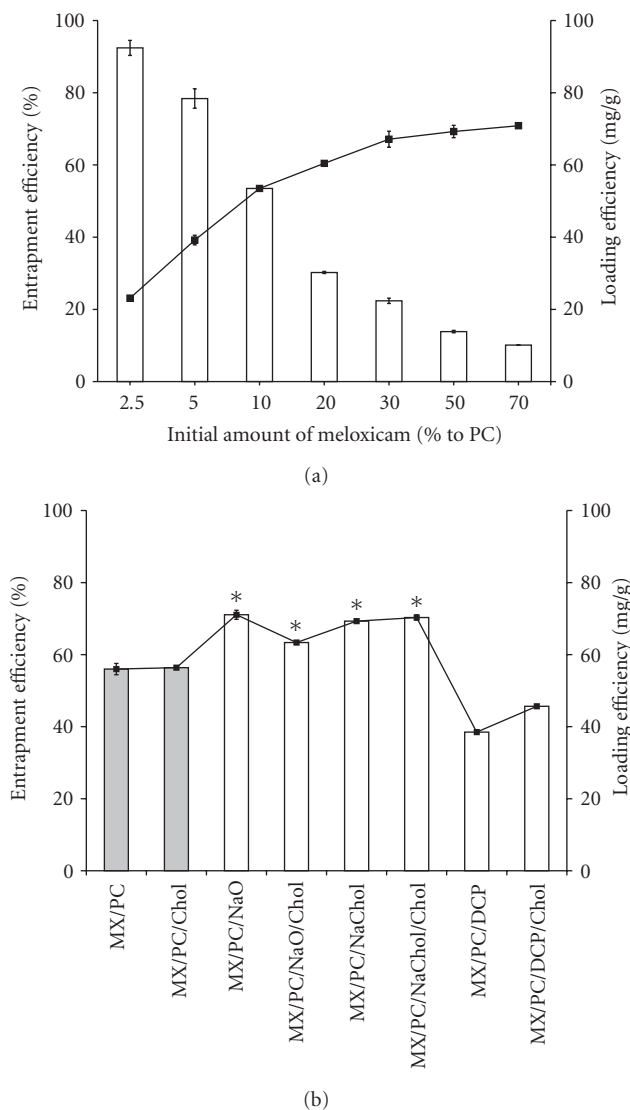 100
80
60
40
20
0
Entrapment efficiency (%)
100
80
60
40
20
0
Loading efficiency (mg/g)
2.5 5 10 20 30 50 70
Initial amount of meloxicam (% to PC)
(a)
100
80
60
40
20
0
Entrapment efficiency (%)
* * * *
100
80
60
40
20
0
Loading efficiency (mg/g)
MX/PC
MX/PC/Chol
MX/PC/NaO
MX/PC/NaO/Chol
MX/PC/NaChol
MX/PC/NaChol/Chol
MX/PC/DCP
MX/PC/DCP/Chol
(b)